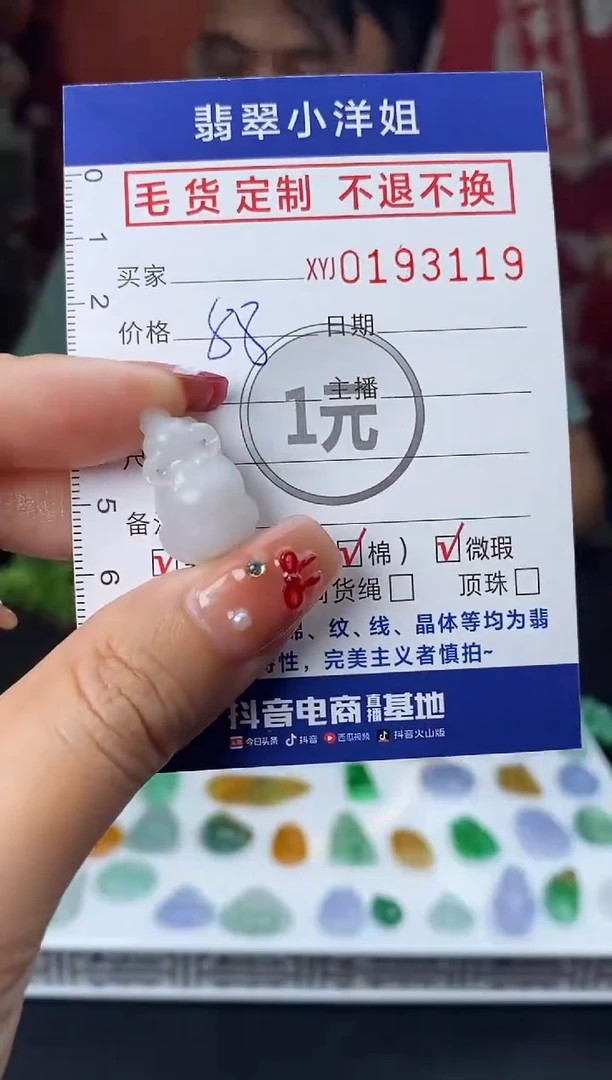 翡翠小洋姐
毛货定制 不退不换
0
1
买家 XYJ0193119
2
价格 88 日期
主播
1元
5
备
棉） 微瑕
6
货绳 顶珠
、纹、线、晶体等均为翡
性，完美主义者慎拍~
抖音电商直播基地
头条 今日头条 抖音 西瓜视频 抖音火山版